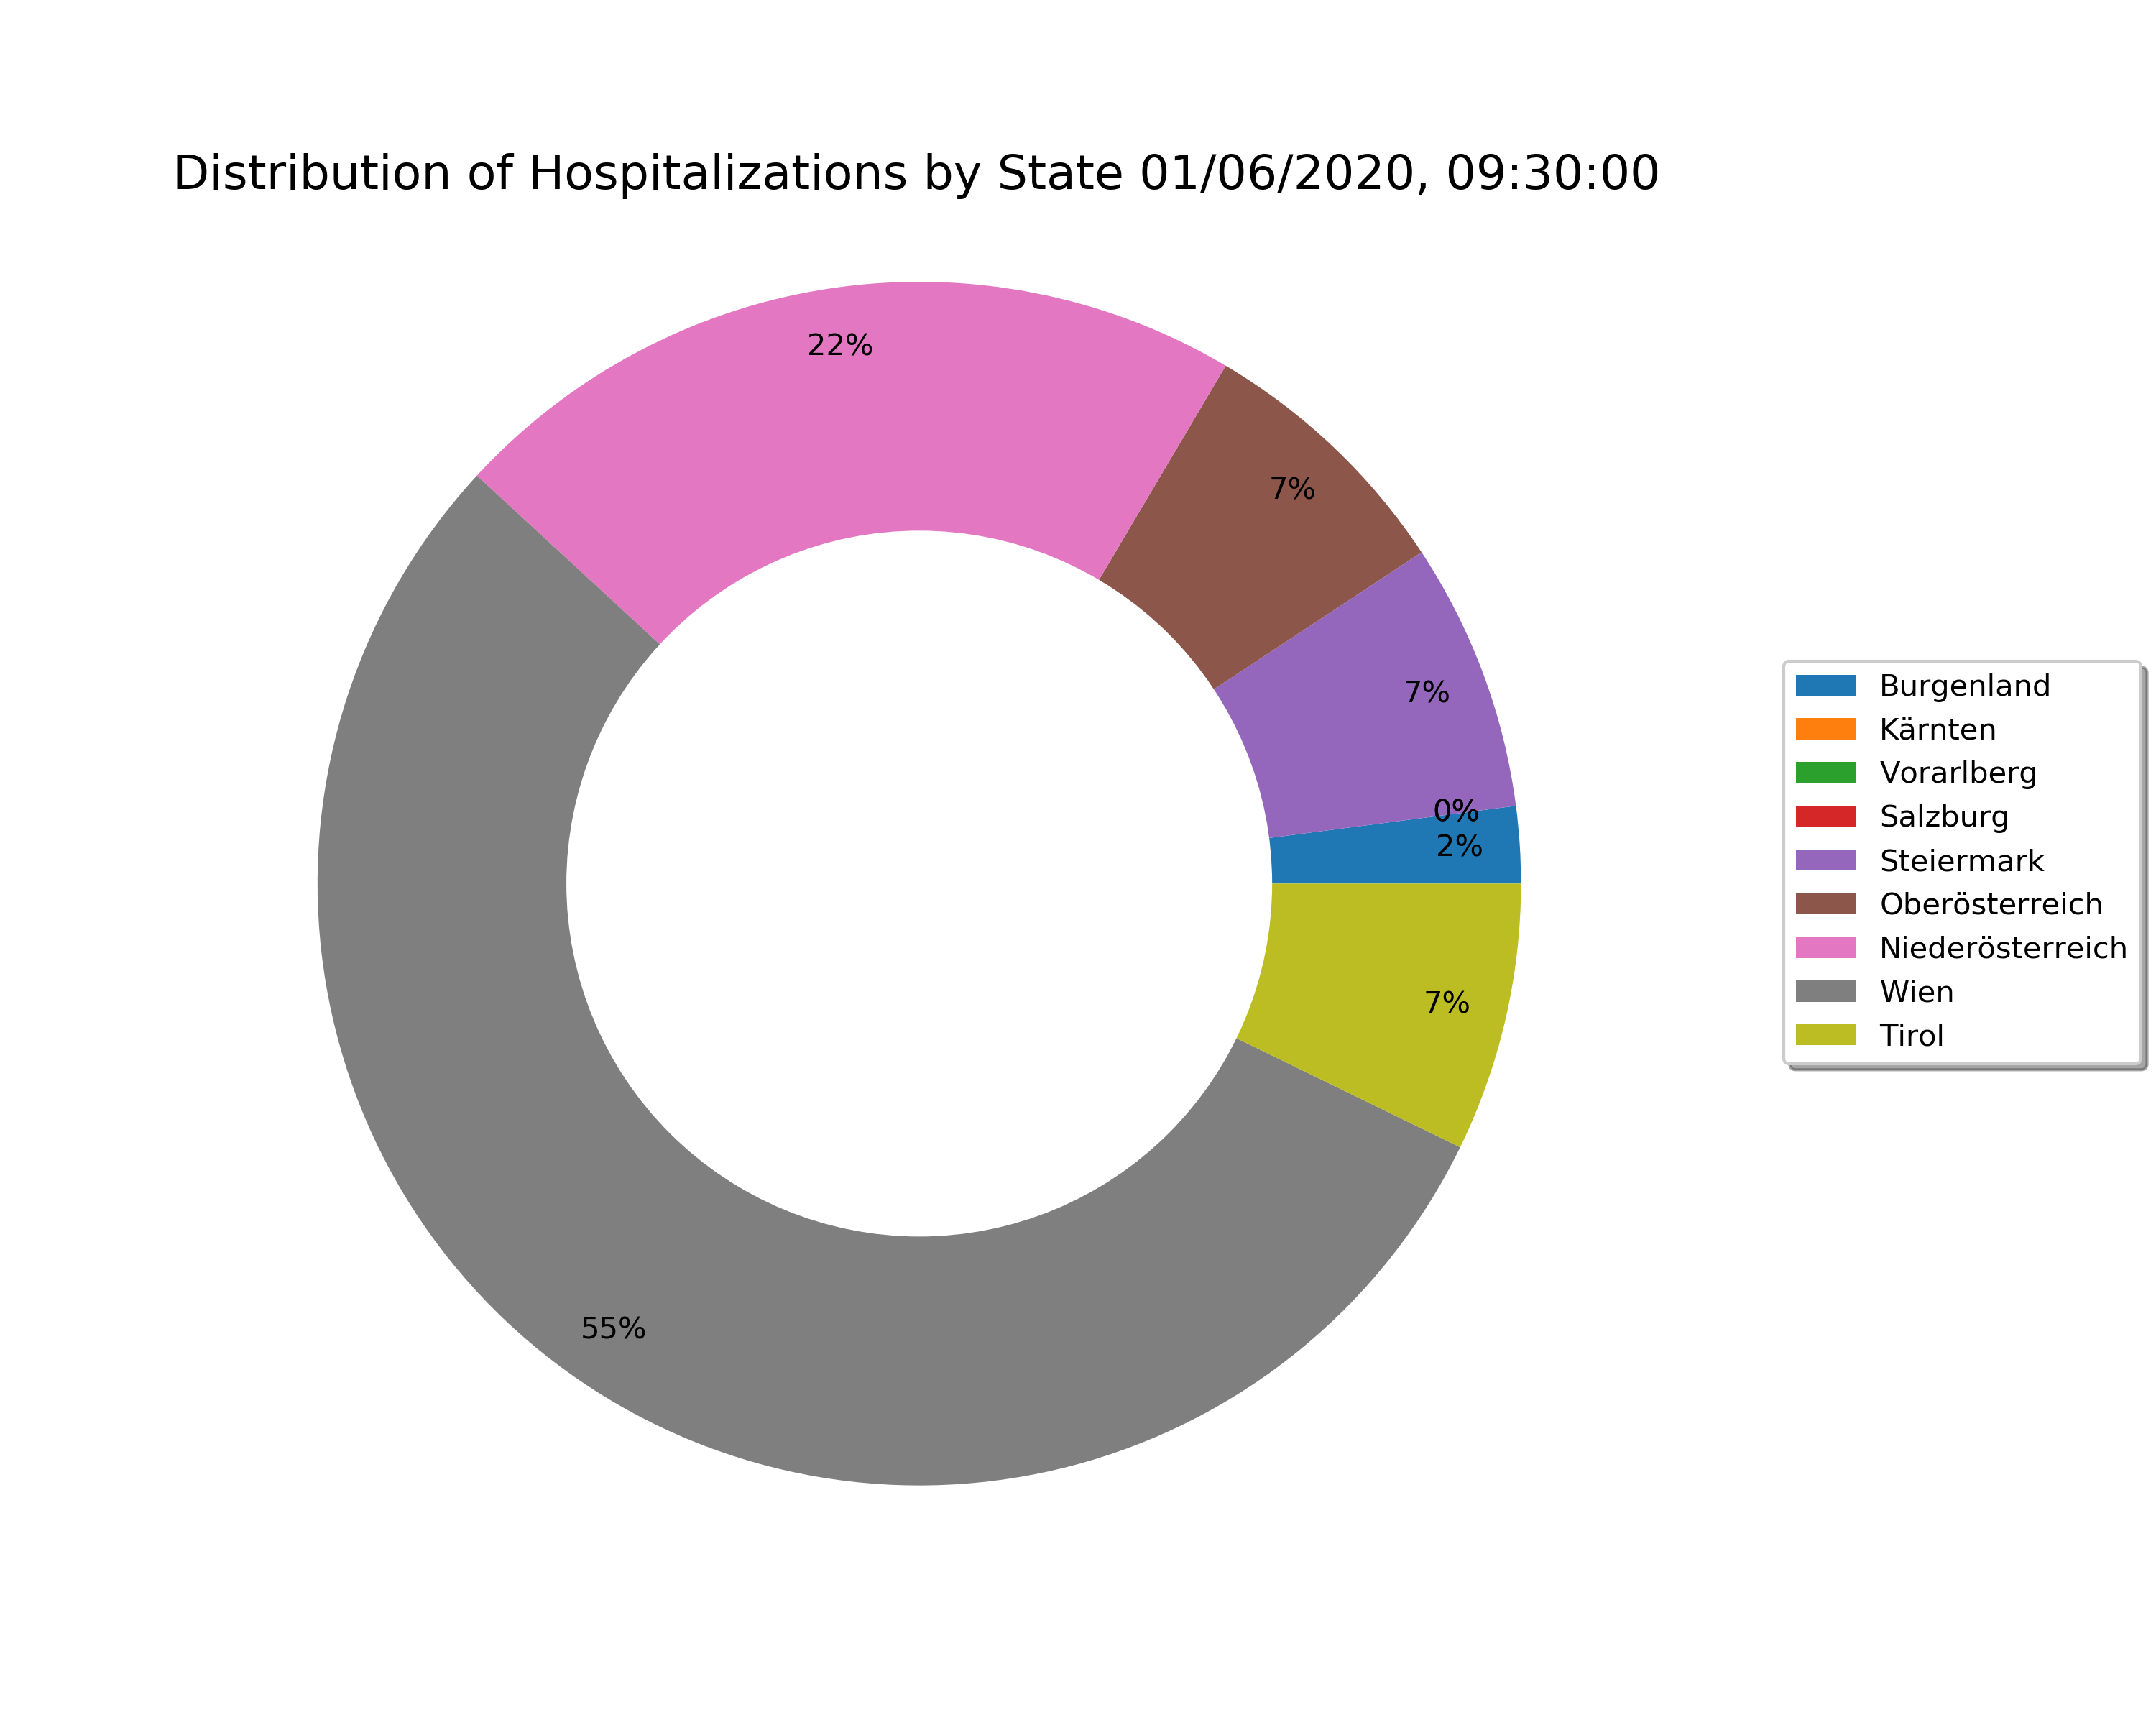 Distribution of Hospitalizations by State 01/06/2020, 09:30:00
22%
7%
7%
0%
2%
7%
55%
Burgenland
Kärnten
Vorarlberg
Salzburg
Steiermark
Oberösterreich
Niederösterreich
Wien
Tirol